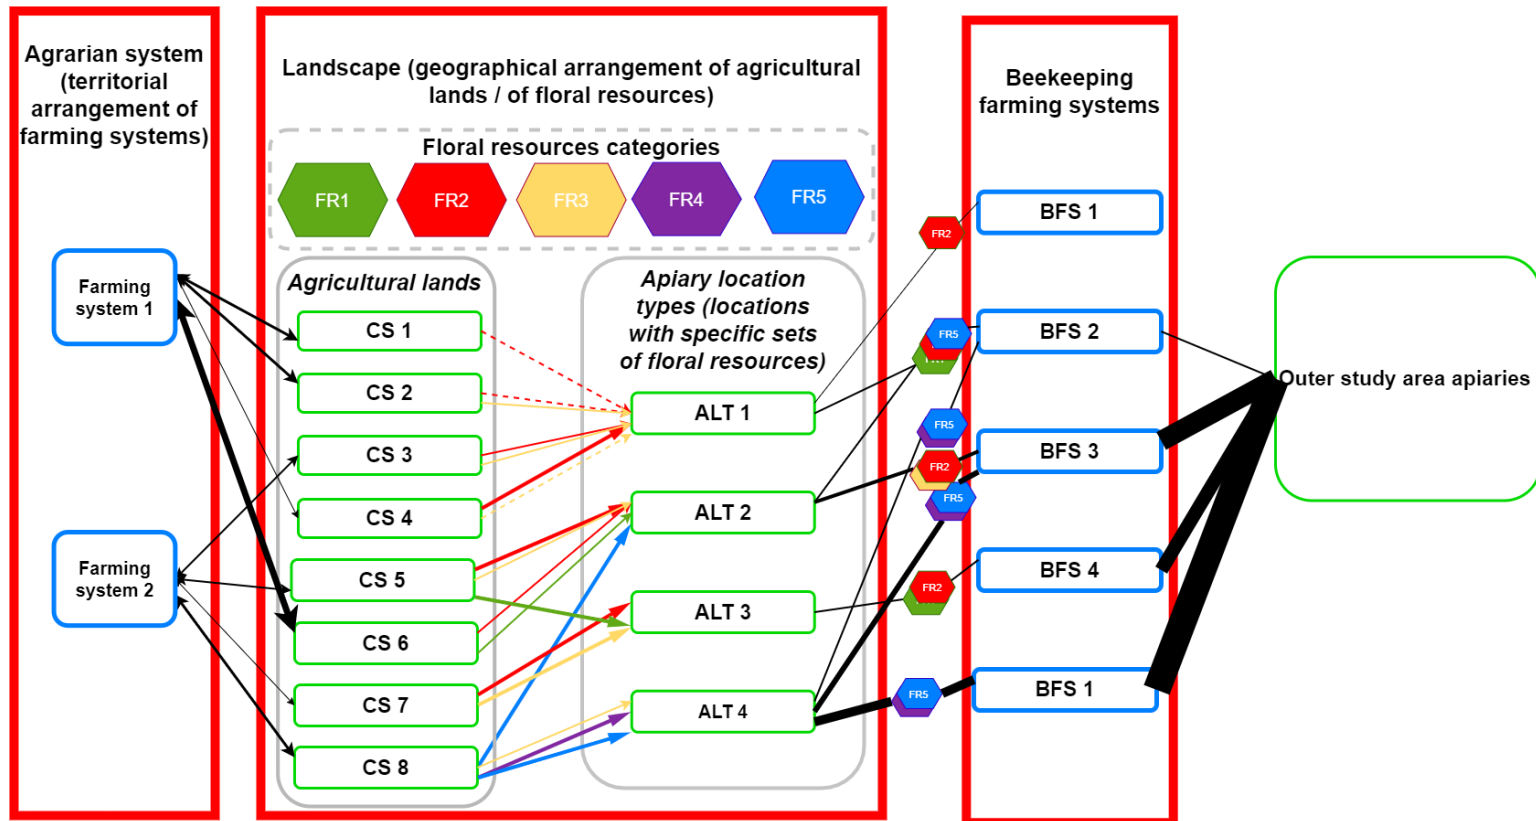 Agrarian system
(territorial
arrangement of
farming systems)
Landscape (geographical arrangement of agricultural
lands / of floral resources)
Beekeeping
farming systems
Floral resources categories
FR1
FR2
FR3
FR4
FR5
Farming
system 1
Farming
system 2
Agricultural lands
CS 1
CS 2
CS 3
CS 4
CS 5
CS 6
CS 7
CS 8
Apiary location
types (locations
with specific sets
of floral resources)
ALT 1
ALT 2
ALT 3
ALT 4
FR2
FR5
FR5
FR2
FR5
FR2
FR5
BFS 1
BFS 2
BFS 3
BFS 4
BFS 1
Outer study area apiaries